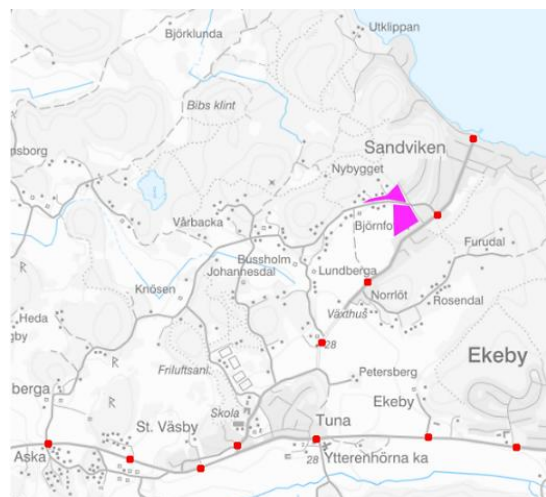 Utklippan
Björklunda
Bibs klint
Sandviken
nsborg
Nybygget
Vårbacka
Björnfo
Furudal
Bussholm
Johannesdal
Lundberga
Knösen
Norrlöt
Rosendal
Heda
gby
Växthus
28
R
R
R
Friluftsanl.
Petersberg
Ekeby
berga
Ekeby
Skola
St. Väsby
Tuna
Aska
28
Ytterenhörna ka